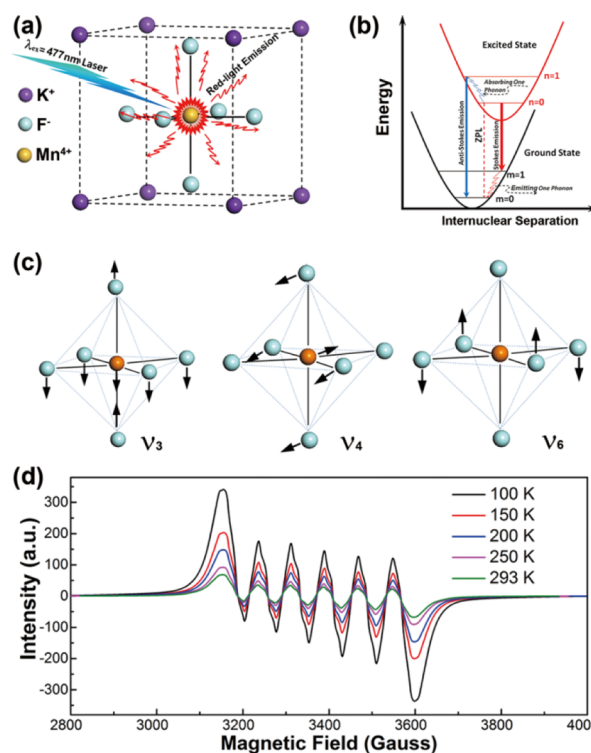 (a)
λex=477nm Laser
Red-light Emission
K⁺
F⁻
Mn⁴⁺
(b)
Energy
Excited State
n=1
Absorbing One
Phonon
n=0
Anti-Stokes Emission
ZPL
Stokes Emission
Ground State
m=1
Emitting One Phonon
m=0
Internuclear Separation
(c)
ν₃
ν₄
ν₆
(d)
Intensity (a.u.)
300
200
100
0
-100
-200
-300
100 K
150 K
200 K
250 K
293 K
2800
3000
3200
3400
3600
3800
400
Magnetic Field (Gauss)